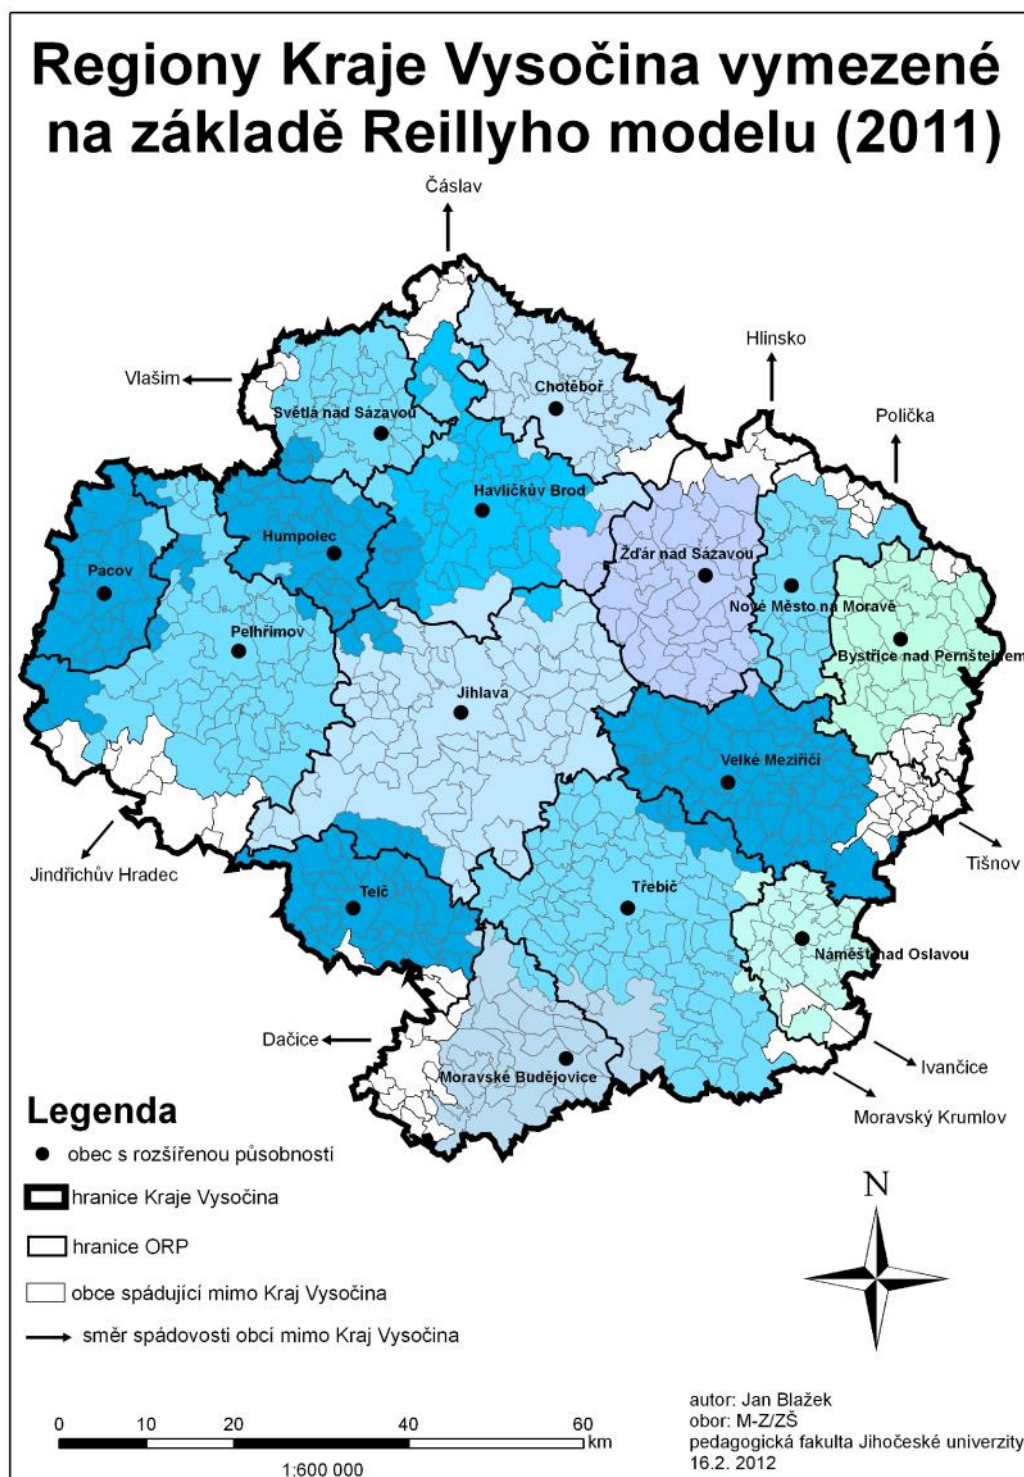 Regiony Kraje Vysočina vymezené
na základě Reillyho modelu (2011)
Čáslav
Hlinsko
Vlašim
Polička
Chotěboř
Světlá nad Sázavou
Havlíčkův Brod
Humpolec
Žďár nad Sázavou
Pacov
Nové Město na Moravě
Pelhřimov
Bystřice nad Pernštejnem
Jihlava
Velké Meziříčí
Tišnov
Jindřichův Hradec
Telč
Třebíč
Náměšť nad Oslavou
Dačice
Ivančice
Moravské Budějovice
Moravský Krumlov
Legenda
obec s rozšířenou působností
hranice Kraje Vysočina
hranice ORP
obce spádující mimo Kraj Vysočina
směr spádovosti obcí mimo Kraj Vysočina
N
0 10 20 40 60
km
1:600 000
autor: Jan Blažek
obor: M-Z/ZŠ
pedagogická fakulta Jihočeské univerzity
16.2. 2012